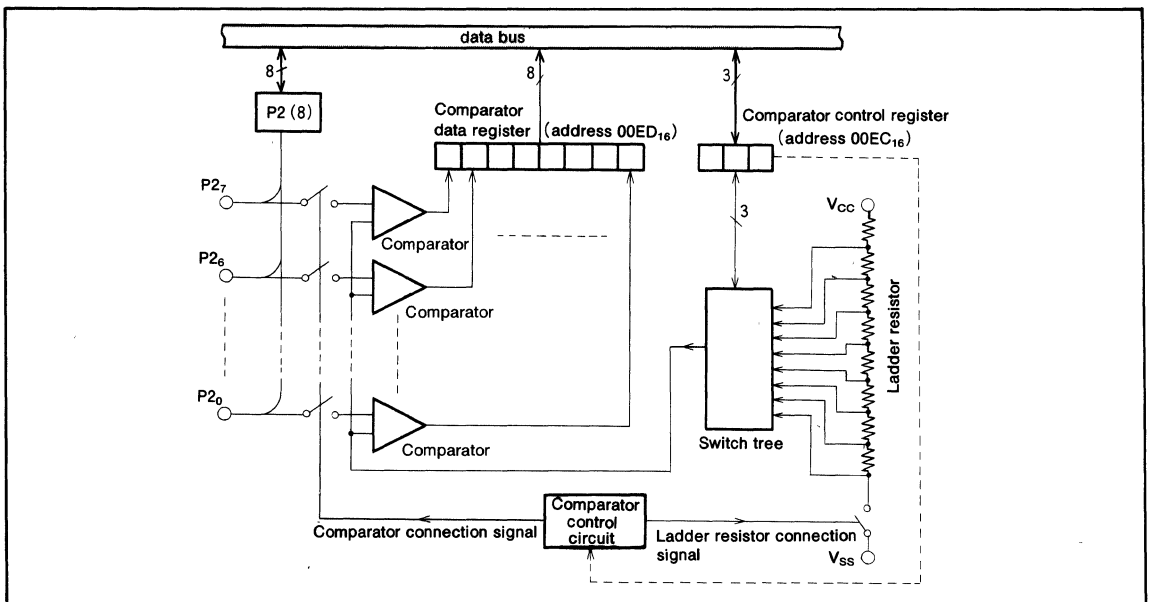 data bus
8
8
3
P2 (8)
Comparator
data register (address 00ED₁₆)
Comparator control register
(address 00EC₁₆)
P2₇
Comparator
3
V_CC
P2₆
Comparator
Ladder resistor
P2₀
Comparator
Switch tree
Comparator connection signal
Comparator
control
circuit
Ladder resistor connection
signal
V_SS